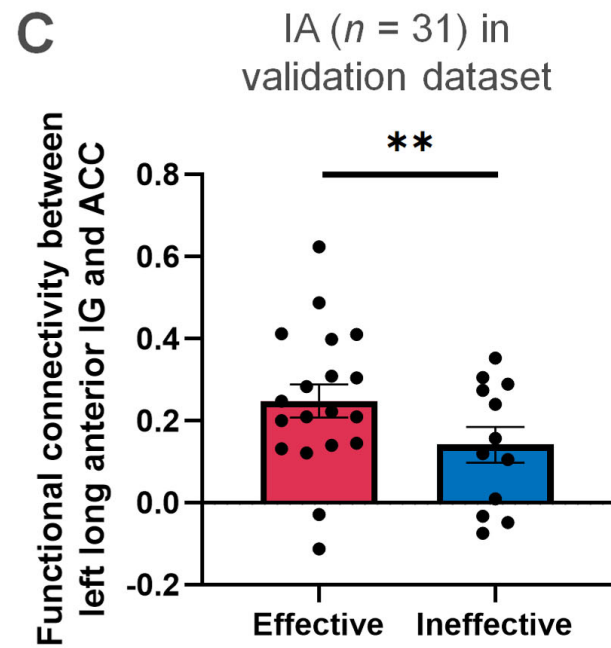 C
IA (n = 31) in
validation dataset
**
Functional connectivity between
left long anterior IG and ACC
0.8
0.6
0.4
0.2
0.0
-0.2
Effective
Ineffective